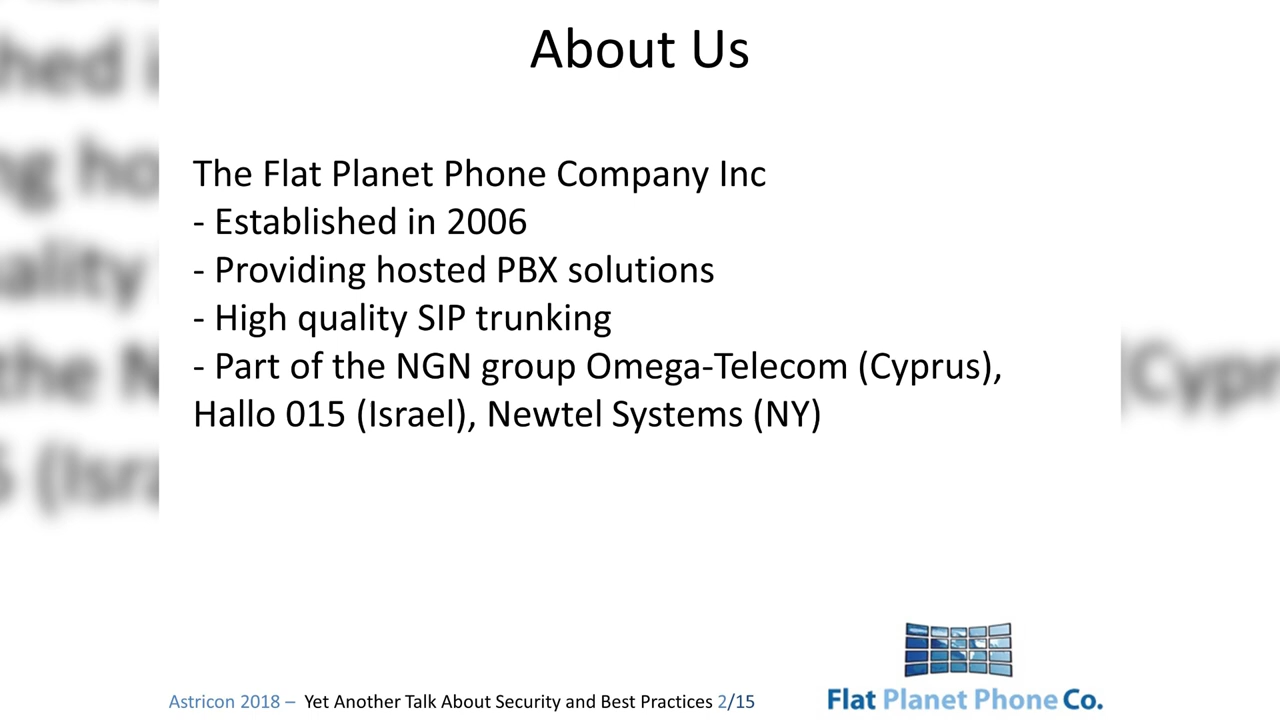 About Us
The Flat Planet Phone Company Inc
- Established in 2006
- Providing hosted PBX solutions
- High quality SIP trunking
- Part of the NGN group Omega-Telecom (Cyprus),
Hallo 015 (Israel), Newtel Systems (NY)
Astricon 2018 – Yet Another Talk About Security and Best Practices 2/15
Flat Planet Phone Co.